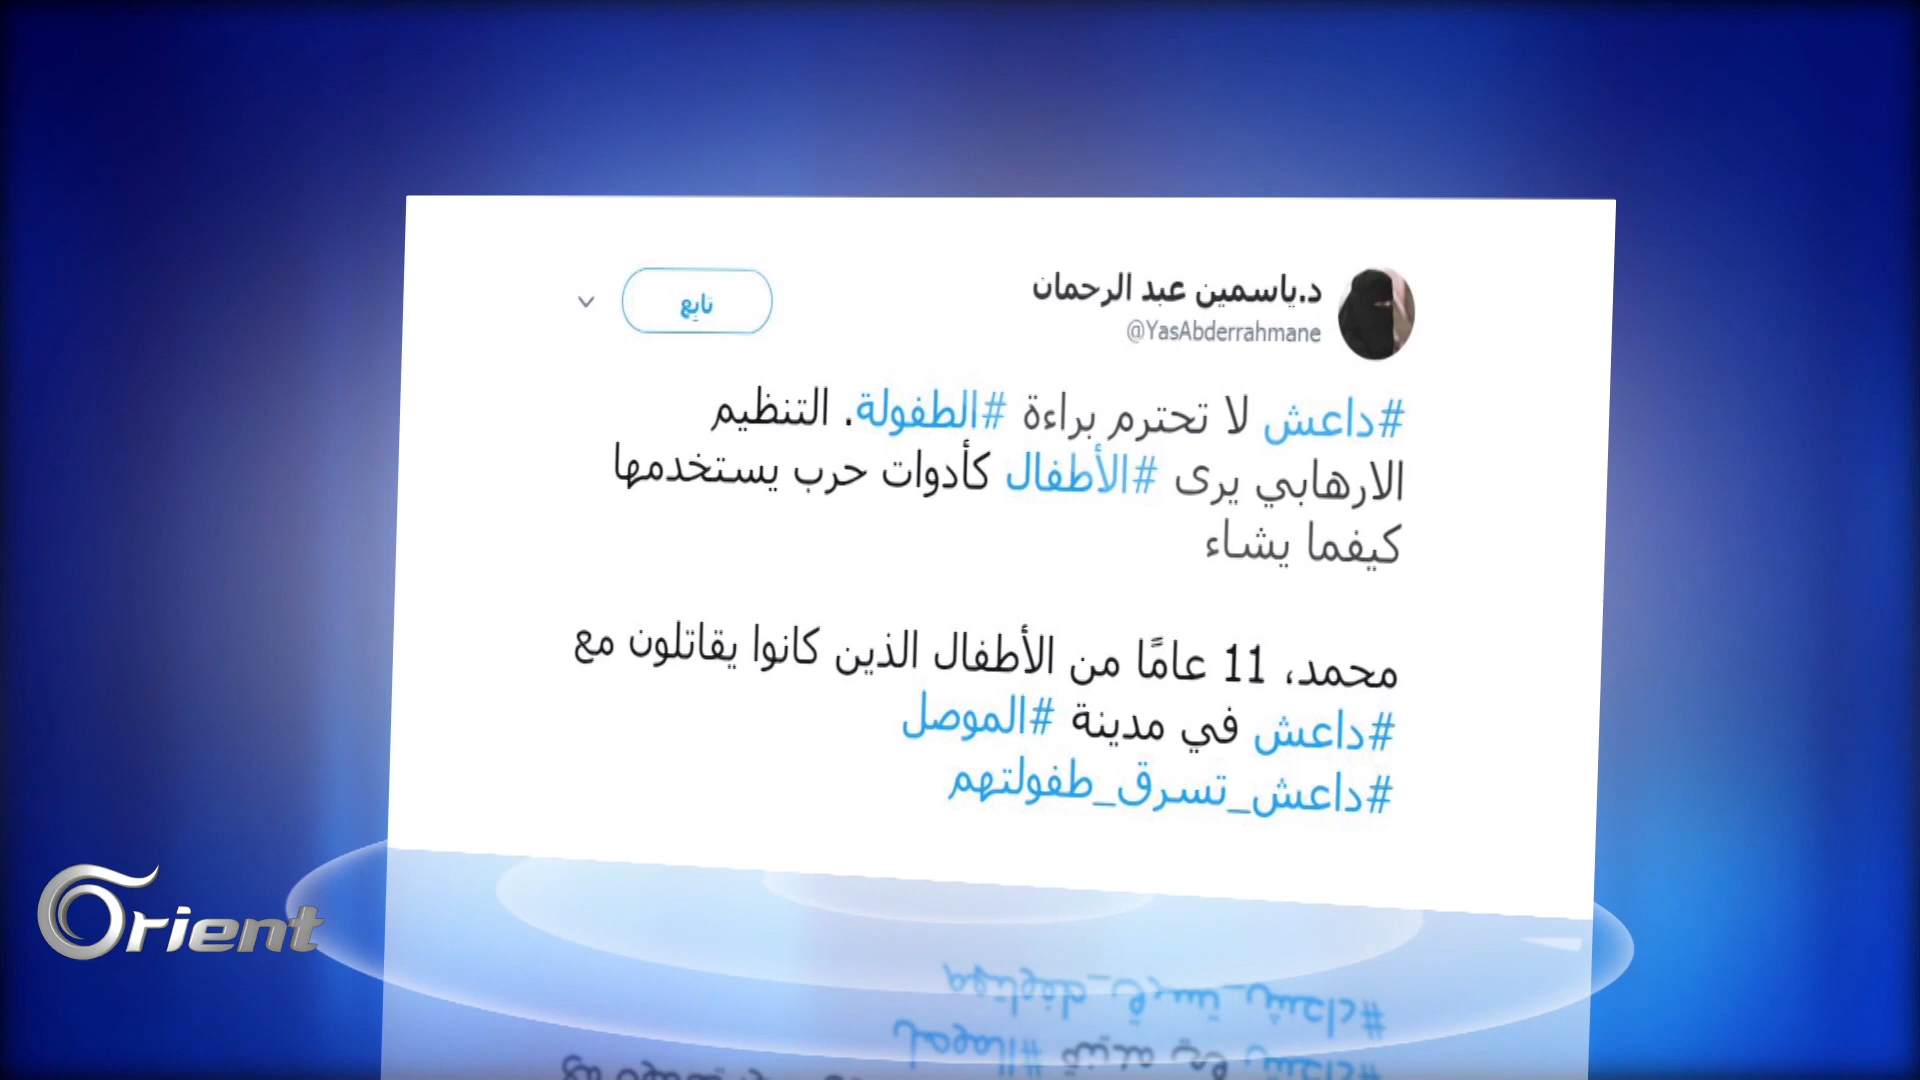 د.ياسمين عبد الرحمان
@YasAbderrahmane
تابِع
#داعش لا تحترم براءة #الطفولة. التنظيم
الارهابي يرى #الأطفال كأدوات حرب يستخدمها
كيفما يشاء
محمد، 11 عامًا من الأطفال الذين كانوا يقاتلون مع
#داعش في مدينة #الموصل
#داعش_تسرق_طفولتهم
Orient